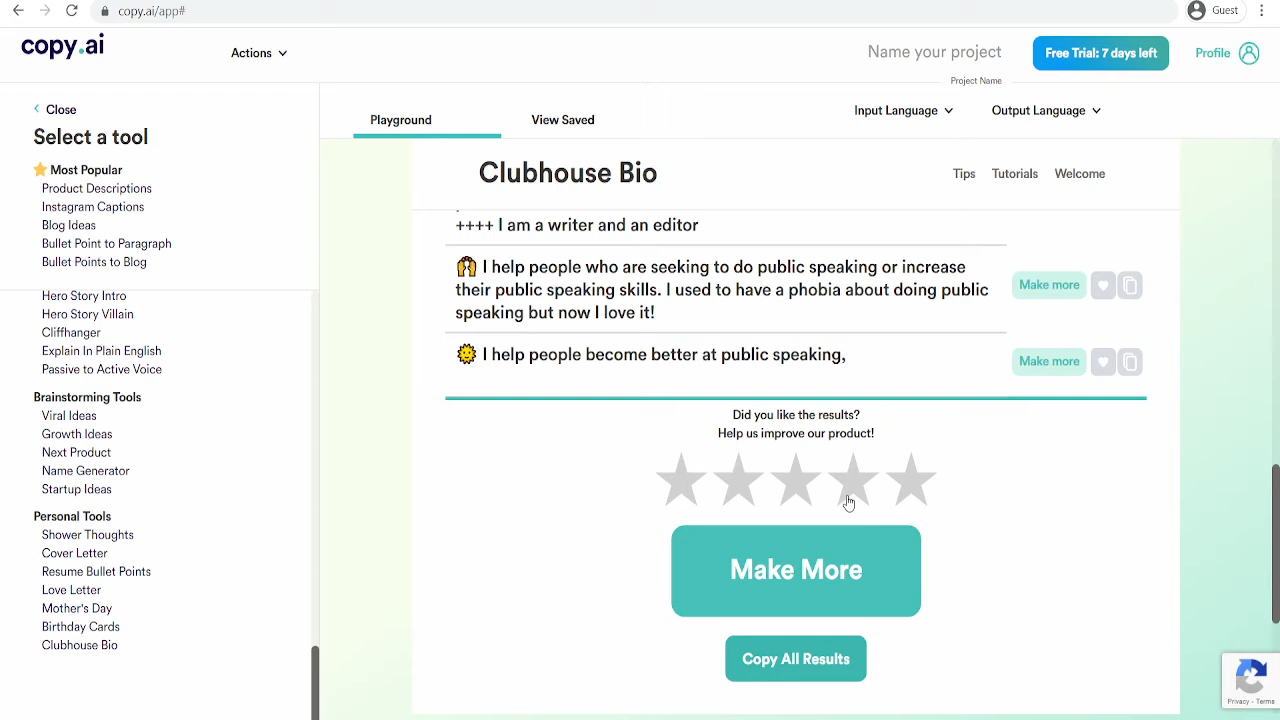 copy.ai/app#
Guest
copy.ai
Actions
Name your project
Free Trial: 7 days left
Profile
Project Name
Close
Select a tool
Most Popular
Product Descriptions
Instagram Captions
Blog Ideas
Bullet Point to Paragraph
Bullet Points to Blog
Hero Story Intro
Hero Story Villain
Cliffhanger
Explain In Plain English
Passive to Active Voice
Brainstorming Tools
Viral Ideas
Growth Ideas
Next Product
Name Generator
Startup Ideas
Personal Tools
Shower Thoughts
Cover Letter
Resume Bullet Points
Love Letter
Mother's Day
Birthday Cards
Clubhouse Bio
Playground
View Saved
Input Language
Output Language
Clubhouse Bio
Tips
Tutorials
Welcome
++++ I am a writer and an editor
🙌 I help people who are seeking to do public speaking or increase
their public speaking skills. I used to have a phobia about doing public
speaking but now I love it!
Make more
🌞 I help people become better at public speaking,
Make more
Did you like the results?
Help us improve our product!
Make More
Copy All Results
Privacy - Terms